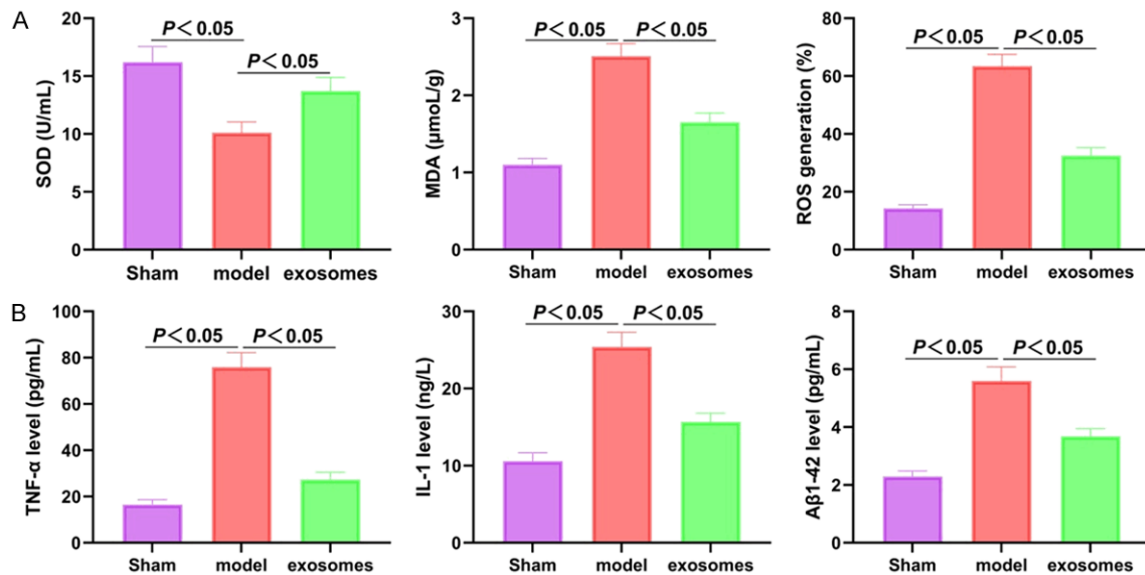 A
SOD (U/mL)
20
15
10
5
0
P＜0.05
P＜0.05
Sham model exosomes
MDA (μmoL/g)
3
2
1
0
P＜0.05 P＜0.05
Sham model exosomes
ROS generation (%)
80
60
40
20
0
P＜0.05 P＜0.05
Sham model exosomes
B
TNF-α level (pg/mL)
100
80
60
40
20
0
P＜0.05 P＜0.05
Sham model exosomes
IL-1 level (ng/L)
30
20
10
0
P＜0.05 P＜0.05
Sham model exosomes
Aβ1-42 level (pg/mL)
8
6
4
2
0
P＜0.05 P＜0.05
Sham model exosomes